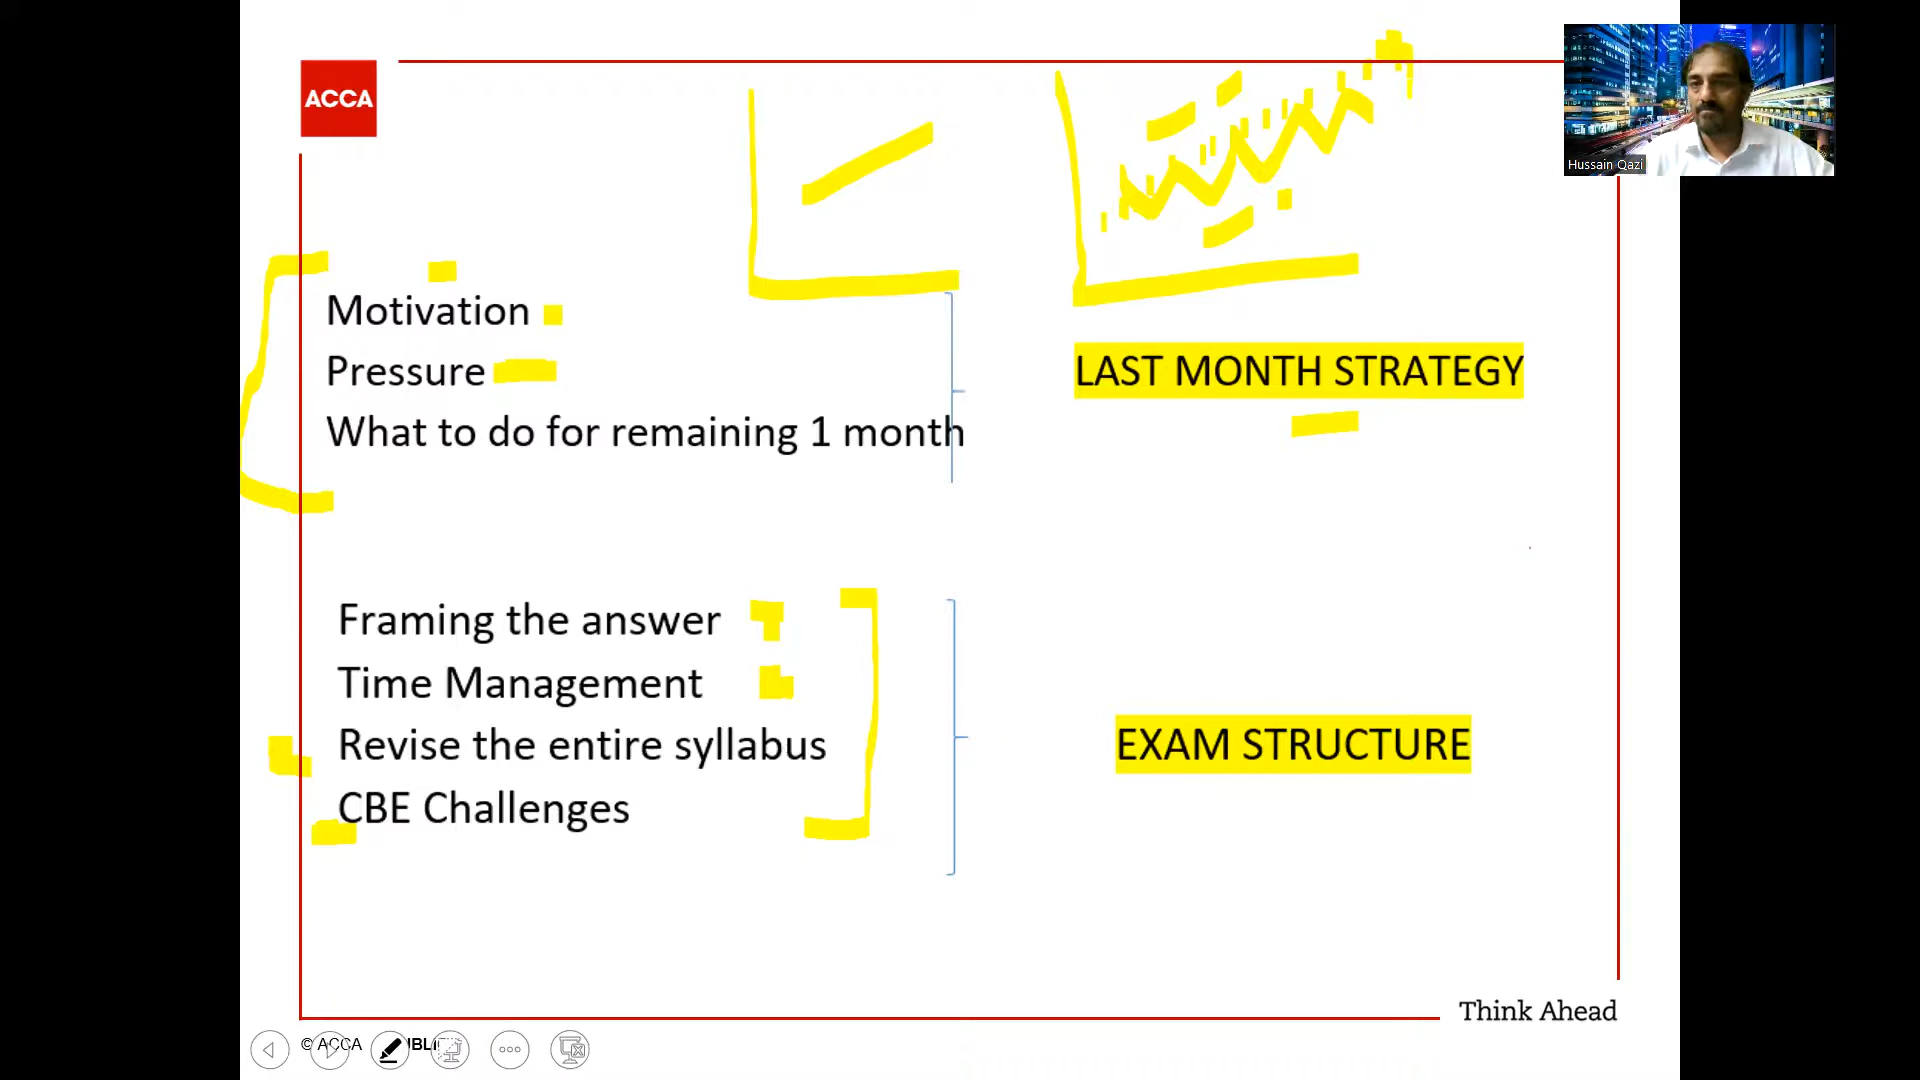 ACCA
Hussain Qazi
Motivation
Pressure
What to do for remaining 1 month
LAST MONTH STRATEGY
Framing the answer
Time Management
Revise the entire syllabus
CBE Challenges
EXAM STRUCTURE
Think Ahead
© ACCA